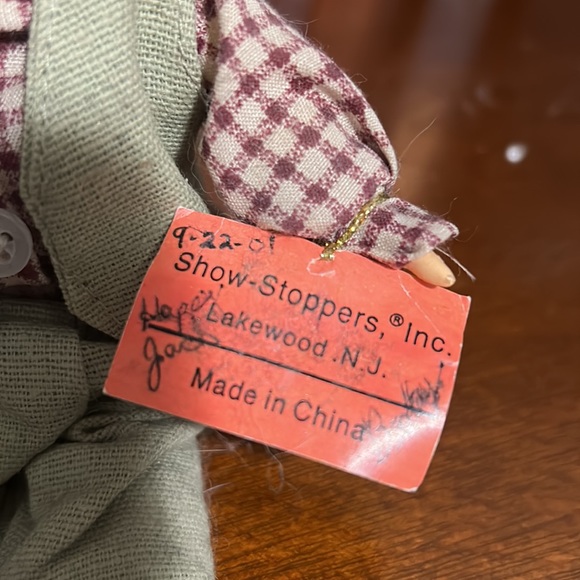 9-22-01
Show-Stoppers,® Inc.
Lakewood, N.J.
Made in China